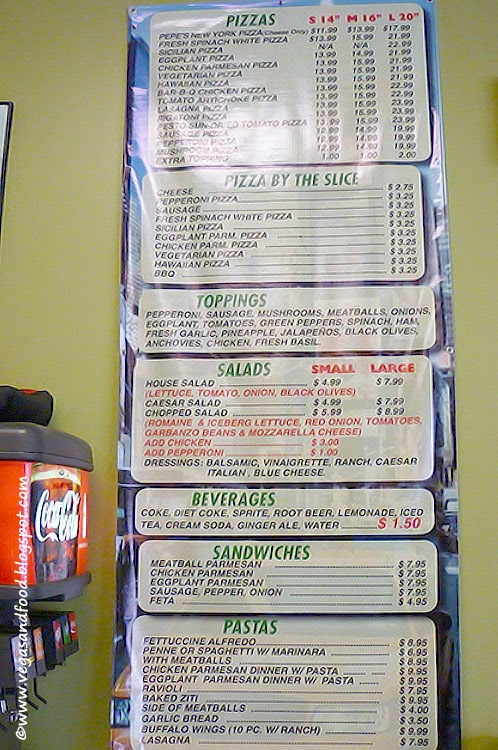 PIZZAS S 14" M 16" L 20"
PEPE'S NEW YORK PIZZA (Cheese Only) $11.99 $13.99 $17.99
FRESH SPINACH WHITE PIZZA $13.99 15.99 21.99
SICILIAN PIZZA N/A N/A 22.99
EGGPLANT PIZZA 13.99 14.99 21.99
CHICKEN PARMESAN PIZZA 13.99 15.99 21.99
VEGETARIAN PIZZA 13.99 15.99 21.99
HAWAIIAN PIZZA 13.99 15.99 21.99
BAR-B-Q CHICKEN PIZZA 13.99 15.99 22.99
TOMATO ARTICHOKE PIZZA 13.99 15.99 21.99
LASAGNA PIZZA 13.99 15.99 23.99
RIGATONI PIZZA 13.99 15.99 23.99
PESTO SUN-DRIED TOMATO PIZZA 13.99 15.99 23.99
SAUSAGE PIZZA 12.99 14.99 19.99
PEPPERONI PIZZA 12.99 14.99 19.99
MUSHROOM PIZZA 12.99 14.99 19.99
EXTRA TOPPING 1.00 1.00 2.00
PIZZA BY THE SLICE
CHEESE $ 2.75
PEPPERONI PIZZA $ 3.25
SAUSAGE $ 3.25
FRESH SPINACH WHITE PIZZA $ 3.25
SICILIAN PIZZA $ 3.25
EGGPLANT PARM. PIZZA $ 3.25
CHICKEN PARM. PIZZA $ 3.25
VEGETARIAN PIZZA $ 3.25
HAWAIIAN PIZZA $ 3.25
BBQ $ 3.25
TOPPINGS
PEPPERONI, SAUSAGE, MUSHROOMS, MEATBALLS, ONIONS,
EGGPLANT, TOMATOES, GREEN PEPPERS, SPINACH, HAM,
FRESH GARLIC, PINEAPPLE, JALAPEÑOS, BLACK OLIVES,
ANCHOVIES, CHICKEN, FRESH BASIL.
SALADS SMALL LARGE
HOUSE SALAD $ 4.99 $ 7.99
(LETTUCE, TOMATO, ONION, BLACK OLIVES)
CAESAR SALAD $ 4.99 $ 7.99
CHOPPED SALAD $ 5.99 $ 8.99
(ROMAINE & ICEBERG LETTUCE, RED ONION, TOMATOES,
GARBANZO BEANS & MOZZARELLA CHEESE)
ADD CHICKEN $ 3.00
ADD PEPPERONI $ 1.00
DRESSINGS: BALSAMIC, VINAIGRETTE, RANCH, CAESAR
ITALIAN , BLUE CHEESE.
BEVERAGES
COKE, DIET COKE, SPRITE, ROOT BEER, LEMONADE, ICED
TEA, CREAM SODA, GINGER ALE, WATER $ 1.50
SANDWICHES
MEATBALL PARMESAN $ 7.95
CHICKEN PARMESAN $ 7.95
EGGPLANT PARMESAN $ 7.95
SAUSAGE, PEPPER, ONION $ 7.95
FETA $ 4.95
PASTAS
FETTUCCINE ALFREDO $ 8.95
PENNE OR SPAGHETTI W/ MARINARA $ 6.95
WITH MEATBALLS $ 8.95
CHICKEN PARMESAN DINNER W/ PASTA $ 9.95
EGGPLANT PARMESAN DINNER W/ PASTA $ 9.95
RAVIOLI $ 7.95
BAKED ZITI $ 9.95
SIDE OF MEATBALLS $ 4.00
GARLIC BREAD $ 3.50
BUFFALO WINGS (10 PC. W/ RANCH) $ 9.99
LASAGNA $ 7.95
Coca-Cola
©www.vegasandfood.blogspot.com